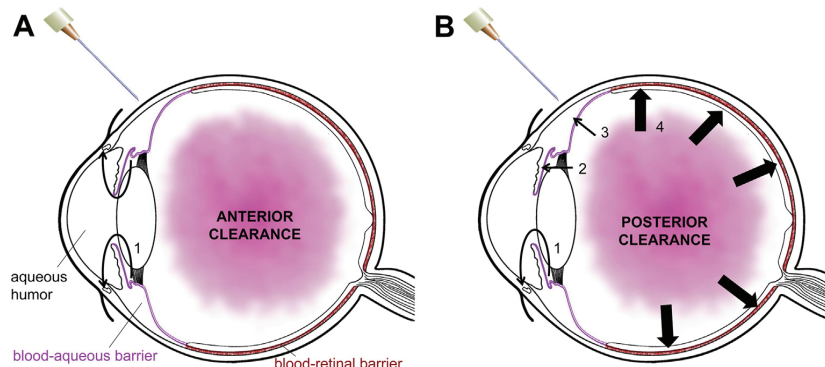 A
ANTERIOR
CLEARANCE
1
aqueous
humor
blood-aqueous barrier
blood-retinal barrier
B
3
4
2
POSTERIOR
CLEARANCE
1